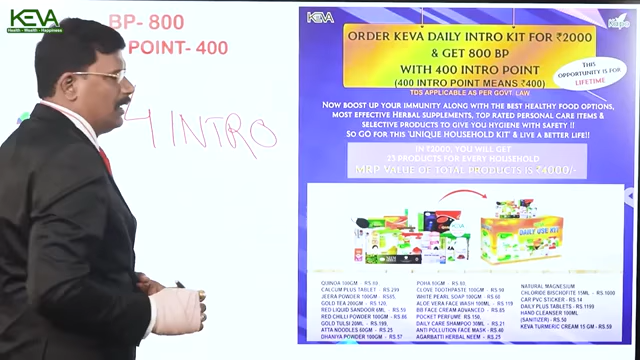 KEVA
Health - Wealth - Happiness
BP- 800
POINT- 400
4 INTRO
KEVA
ORDER KEVA DAILY INTRO KIT FOR ₹2000
& GET 800 BP
WITH 400 INTRO POINT
(400 INTRO POINT MEANS ₹400)
TDS APPLICABLE AS PER GOVT. LAW
THIS
OPPORTUNITY IS FOR
LIFETIME
NOW BOOST UP YOUR IMMUNITY ALONG WITH THE BEST HEALTHY FOOD OPTIONS,
MOST EFFECTIVE HERBAL SUPPLEMENTS, TOP RATED PERSONAL CARE ITEMS &
SELECTIVE PRODUCTS TO GIVE YOU HYGIENE WITH SAFETY !!
SO GO FOR THIS 'UNIQUE HOUSEHOLD KIT' & LIVE A BETTER LIFE!!
IN ₹2000, YOU WILL GET
23 PRODUCTS FOR EVERY HOUSEHOLD
MRP VALUE OF TOTAL PRODUCTS IS ₹4000/-
DAILY USE KIT
QUINOA 100GM - RS.60
CALCUM PLUS TABLET - RS.299
JEERA POWDER 100GM - RS65,
GOLD TEA 200GM - RS.120,
RED LIQUID SANDOOR 6ML - RS.59
RED CHILLI POWDER 100GM - RS.86
GOLD TULSI 20ML - RS.199,
ATTA NOODLES 60GM - RS.25
DHANIYA POWDER 100GM - RS.57
POHA 60GM - RS.60
CLOVE TOOTHPASTE 100GM - RS.90
WHITE PEARL SOAP 100GM - RS.60
ALOE VERA FACE WASH 100ML - RS.119
BB FACE CREAM ADVANCED - RS.85
POCKET PERFUME - RS.150,
DAILY CARE SHAMPOO 30ML - RS.21
ANTI POLLUTION FACE MASK - RS.40
AGARBATTI HERBAL NEEM - RS.25
NATURAL MAGNESIUM
CHLORIDE BISCHOFITE 15ML - RS.1600
CAR PVC STICKER - RS.14
DAILY PLUS TABLETS - RS.1199
HAND CLEANSER 100ML
(SANITIZER) - RS.50
KEVA TURMERIC CREAM 15 GM - RS.59